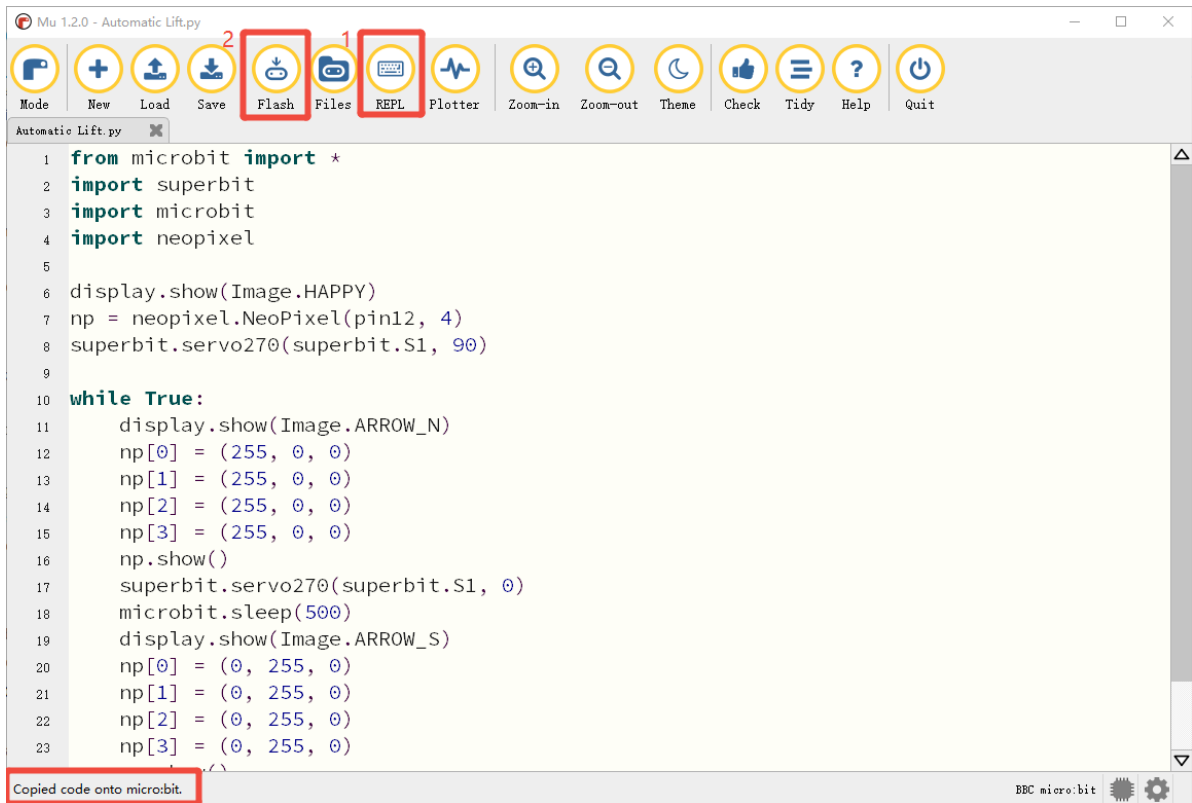 Mu 1.2.0 - Automatic Lift.py
2 1
Mode New Load Save Flash Files REPL Plotter Zoom-in Zoom-out Theme Check Tidy Help Quit
Automatic Lift.py
1 from microbit import *
2 import superbit
3 import microbit
4 import neopixel
5
6 display.show(Image.HAPPY)
7 np = neopixel.NeoPixel(pin12, 4)
8 superbit.servo270(superbit.S1, 90)
9
10 while True:
11 display.show(Image.ARROW_N)
12 np[0] = (255, 0, 0)
13 np[1] = (255, 0, 0)
14 np[2] = (255, 0, 0)
15 np[3] = (255, 0, 0)
16 np.show()
17 superbit.servo270(superbit.S1, 0)
18 microbit.sleep(500)
19 display.show(Image.ARROW_S)
20 np[0] = (0, 255, 0)
21 np[1] = (0, 255, 0)
22 np[2] = (0, 255, 0)
23 np[3] = (0, 255, 0)
Copied code onto micro:bit. BBC micro:bit